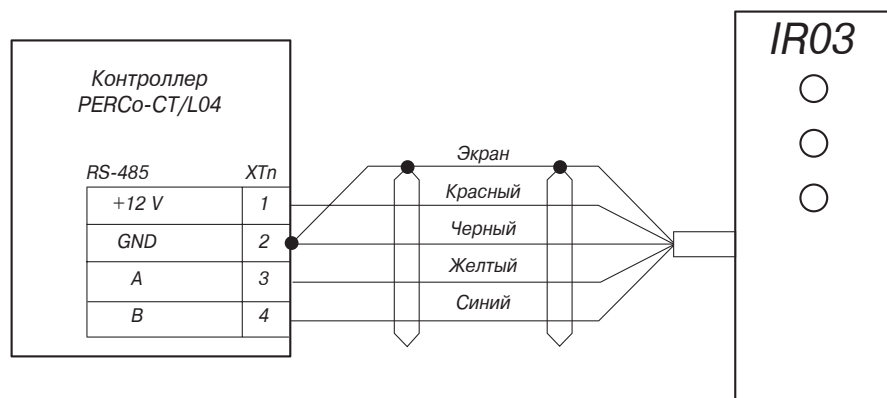 IR03
Контроллер
PERCo-CT/L04
RS-485 XTn
+12 V 1
GND 2
A 3
B 4
Экран
Красный
Черный
Желтый
Синий